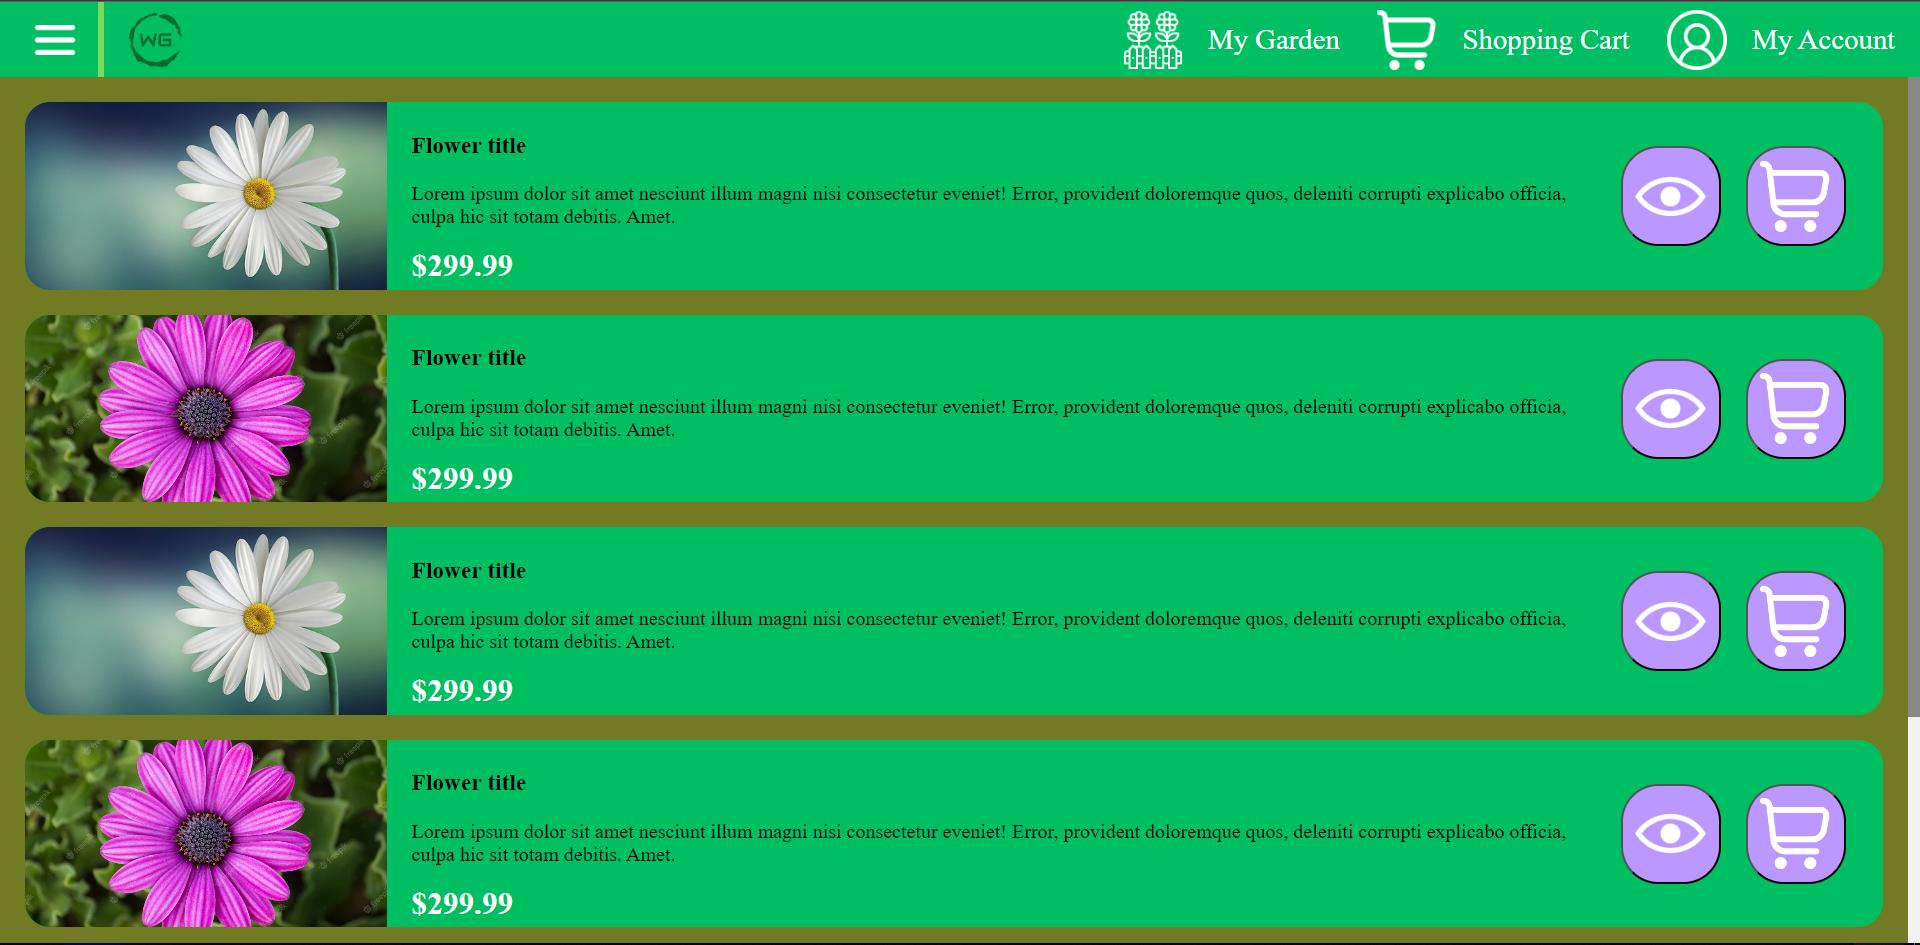 WG
My Garden
Shopping Cart
My Account
Flower title
Lorem ipsum dolor sit amet nesciunt illum magni nisi consectetur eveniet! Error, provident doloremque quos, deleniti corrupti explicabo officia,
culpa hic sit totam debitis. Amet.
$299.99
Flower title
Lorem ipsum dolor sit amet nesciunt illum magni nisi consectetur eveniet! Error, provident doloremque quos, deleniti corrupti explicabo officia,
culpa hic sit totam debitis. Amet.
$299.99
Flower title
Lorem ipsum dolor sit amet nesciunt illum magni nisi consectetur eveniet! Error, provident doloremque quos, deleniti corrupti explicabo officia,
culpa hic sit totam debitis. Amet.
$299.99
Flower title
Lorem ipsum dolor sit amet nesciunt illum magni nisi consectetur eveniet! Error, provident doloremque quos, deleniti corrupti explicabo officia,
culpa hic sit totam debitis. Amet.
$299.99